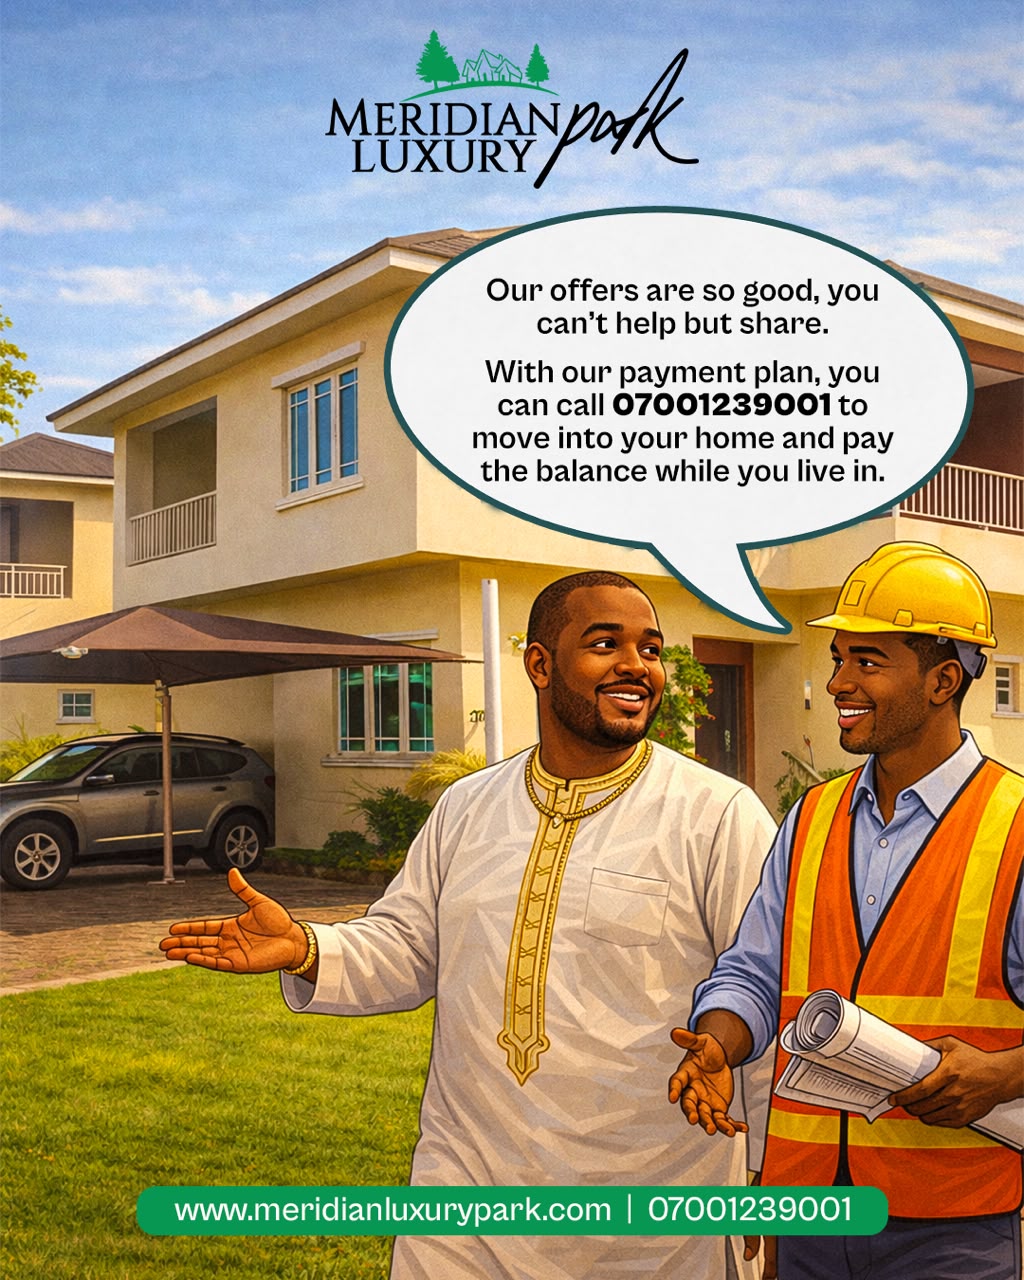 MERIDIAN park
LUXURY
Our offers are so good, you
can't help but share.
With our payment plan, you
can call 07001239001 to
move into your home and pay
the balance while you live in.
www.meridianluxurypark.com | 07001239001